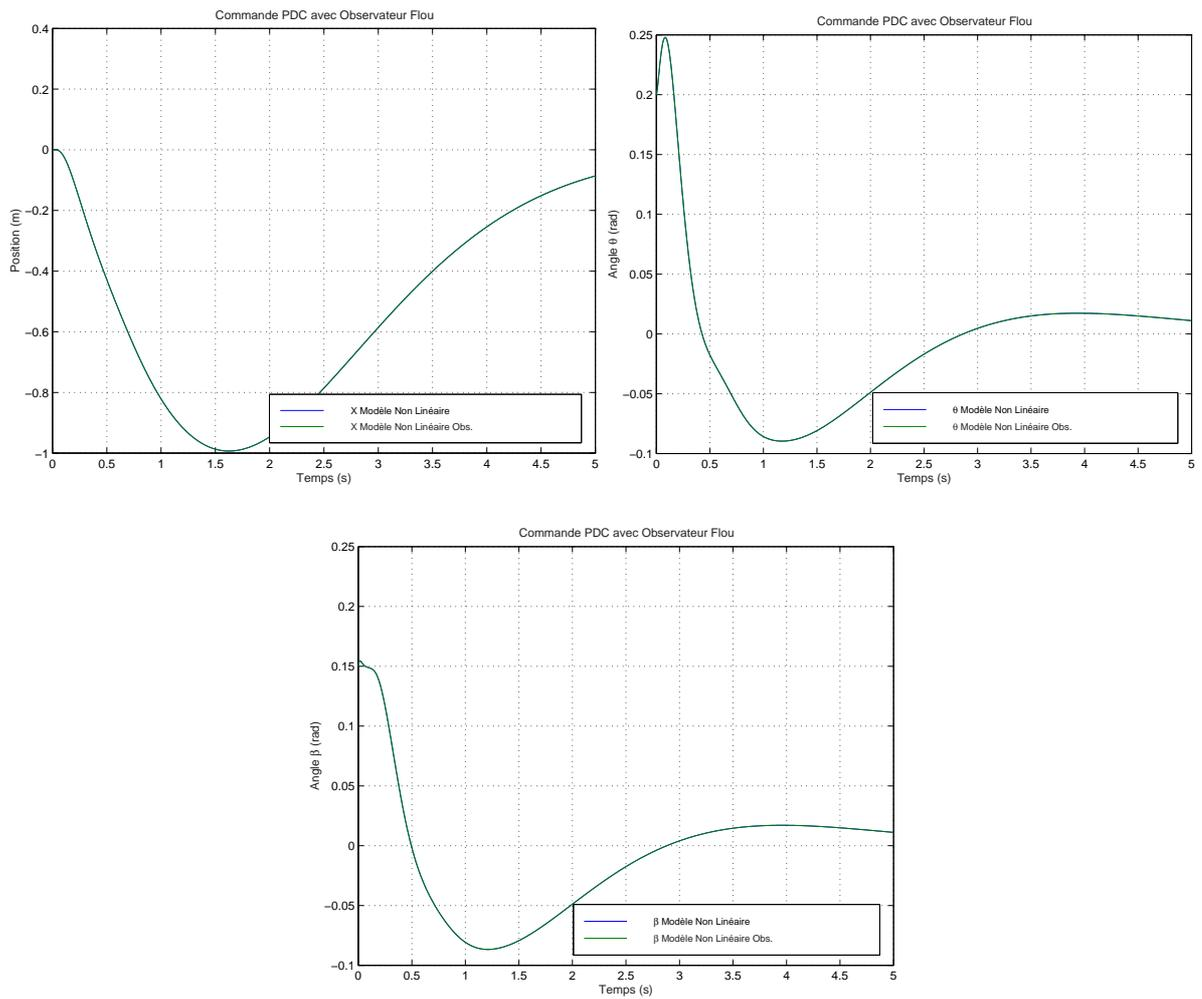 Commande PDC avec Observateur Flou
0.4
0.2
0
−0.2
−0.4
−0.6
−0.8
−1
Position (m)
X Modèle Non Linéaire
X Modèle Non Linéaire Obs.
0 0.5 1 1.5 2 2.5 3 3.5 4 4.5 5
Temps (s)
Commande PDC avec Observateur Flou
0.25
0.2
0.15
0.1
0.05
0
−0.05
−0.1
Angle θ (rad)
θ Modèle Non Linéaire
θ Modèle Non Linéaire Obs.
0 0.5 1 1.5 2 2.5 3 3.5 4 4.5 5
Temps (s)
Commande PDC avec Observateur Flou
0.25
0.2
0.15
0.1
0.05
0
−0.05
−0.1
Angle β (rad)
β Modèle Non Linéaire
β Modèle Non Linéaire Obs.
0 0.5 1 1.5 2 2.5 3 3.5 4 4.5 5
Temps (s)